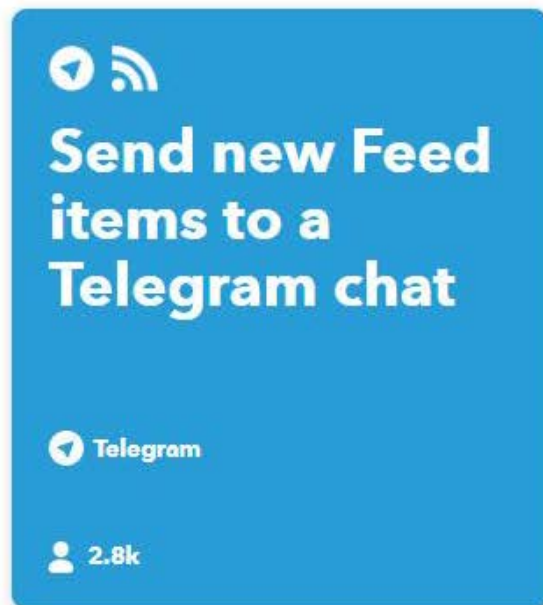 Send new Feed
items to a
Telegram chat
Telegram
2.8k